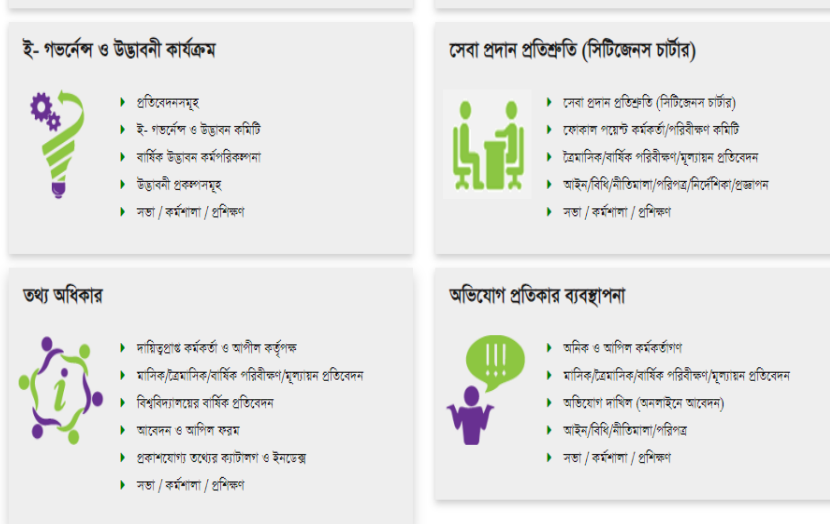 ই- গভর্নেন্স ও উদ্ভাবনী কার্যক্রম
প্রতিবেদনসমূহ
ই- গভর্নেন্স ও উদ্ভাবন কমিটি
বার্ষিক উদ্ভাবন কর্মপরিকল্পনা
উদ্ভাবনী প্রকল্পসমূহ
সভা / কর্মশালা / প্রশিক্ষণ
সেবা প্রদান প্রতিশ্রুতি (সিটিজেনস চার্টার)
সেবা প্রদান প্রতিশ্রুতি (সিটিজেনস চার্টার)
ফোকাল পয়েন্ট কর্মকর্তা/পরিবীক্ষণ কমিটি
ত্রৈমাসিক/বার্ষিক পরিবীক্ষণ/মূল্যায়ন প্রতিবেদন
আইন/বিধি/নীতিমালা/পরিপত্র/নির্দেশিকা/প্রজ্ঞাপন
সভা / কর্মশালা / প্রশিক্ষণ
তথ্য অধিকার
দায়িত্বপ্রাপ্ত কর্মকর্তা ও আপীল কর্তৃপক্ষ
মাসিক/ত্রৈমাসিক/বার্ষিক পরিবীক্ষণ/মূল্যায়ন প্রতিবেদন
বিশ্ববিদ্যালয়ের বার্ষিক প্রতিবেদন
আবেদন ও আপিল ফরম
প্রকাশযোগ্য তথ্যের ক্যাটালগ ও ইনডেক্স
সভা / কর্মশালা / প্রশিক্ষণ
অভিযোগ প্রতিকার ব্যবস্থাপনা
অনিক ও আপিল কর্মকর্তাগণ
মাসিক/ত্রৈমাসিক/বার্ষিক পরিবীক্ষণ/মূল্যায়ন প্রতিবেদন
অভিযোগ দাখিল (অনলাইনে আবেদন)
আইন/বিধি/নীতিমালা/পরিপত্র
সভা / কর্মশালা / প্রশিক্ষণ